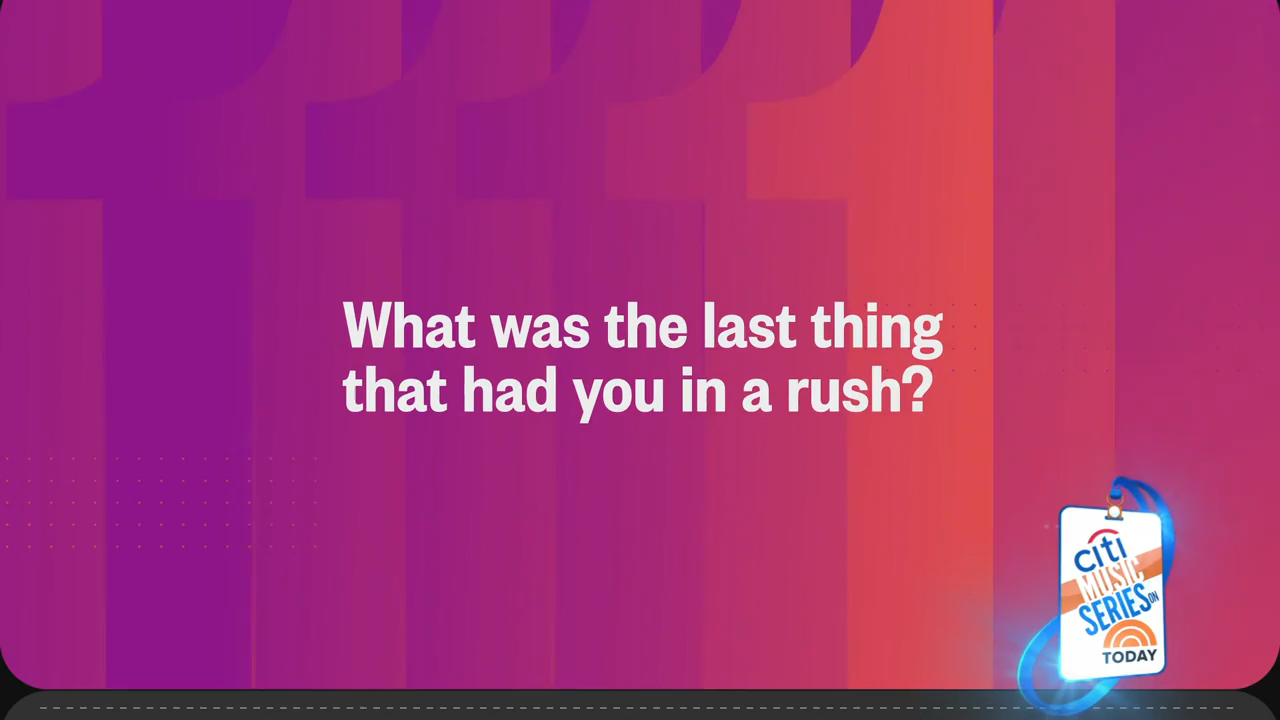 What was the last thing
that had you in a rush?
citi
MUSIC
SERIES ON
TODAY